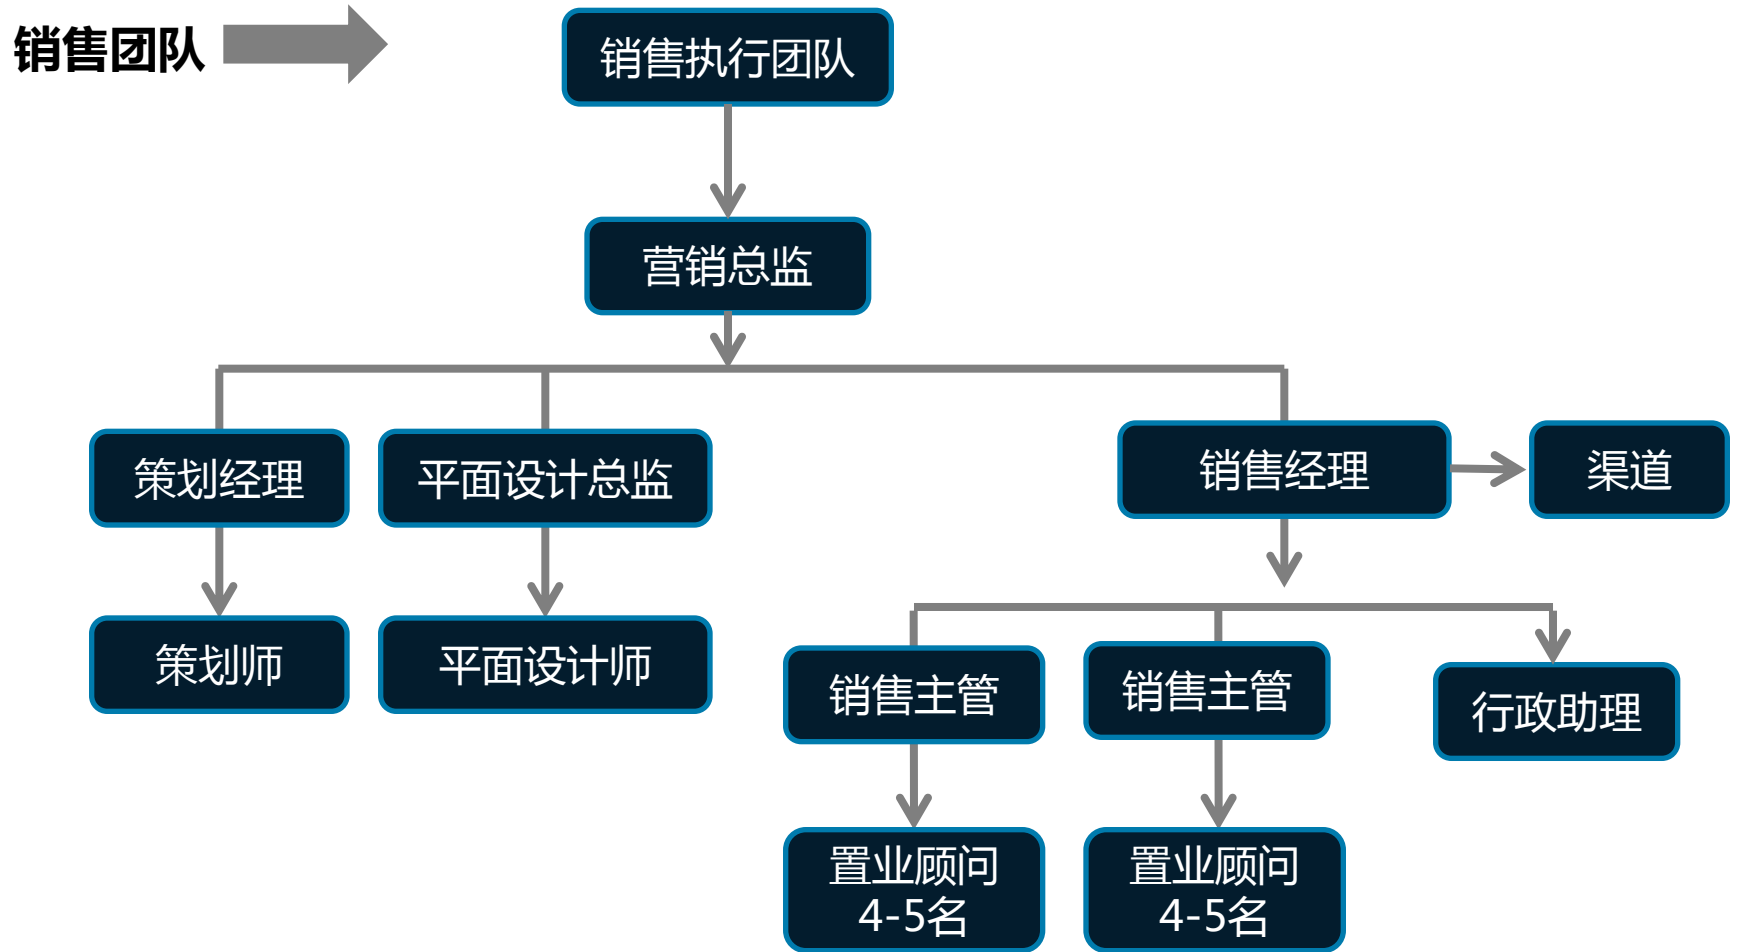 销售团队
销售执行团队
营销总监
策划经理
平面设计总监
销售经理
渠道
策划师
平面设计师
销售主管
销售主管
行政助理
置业顾问
4-5名
置业顾问
4-5名